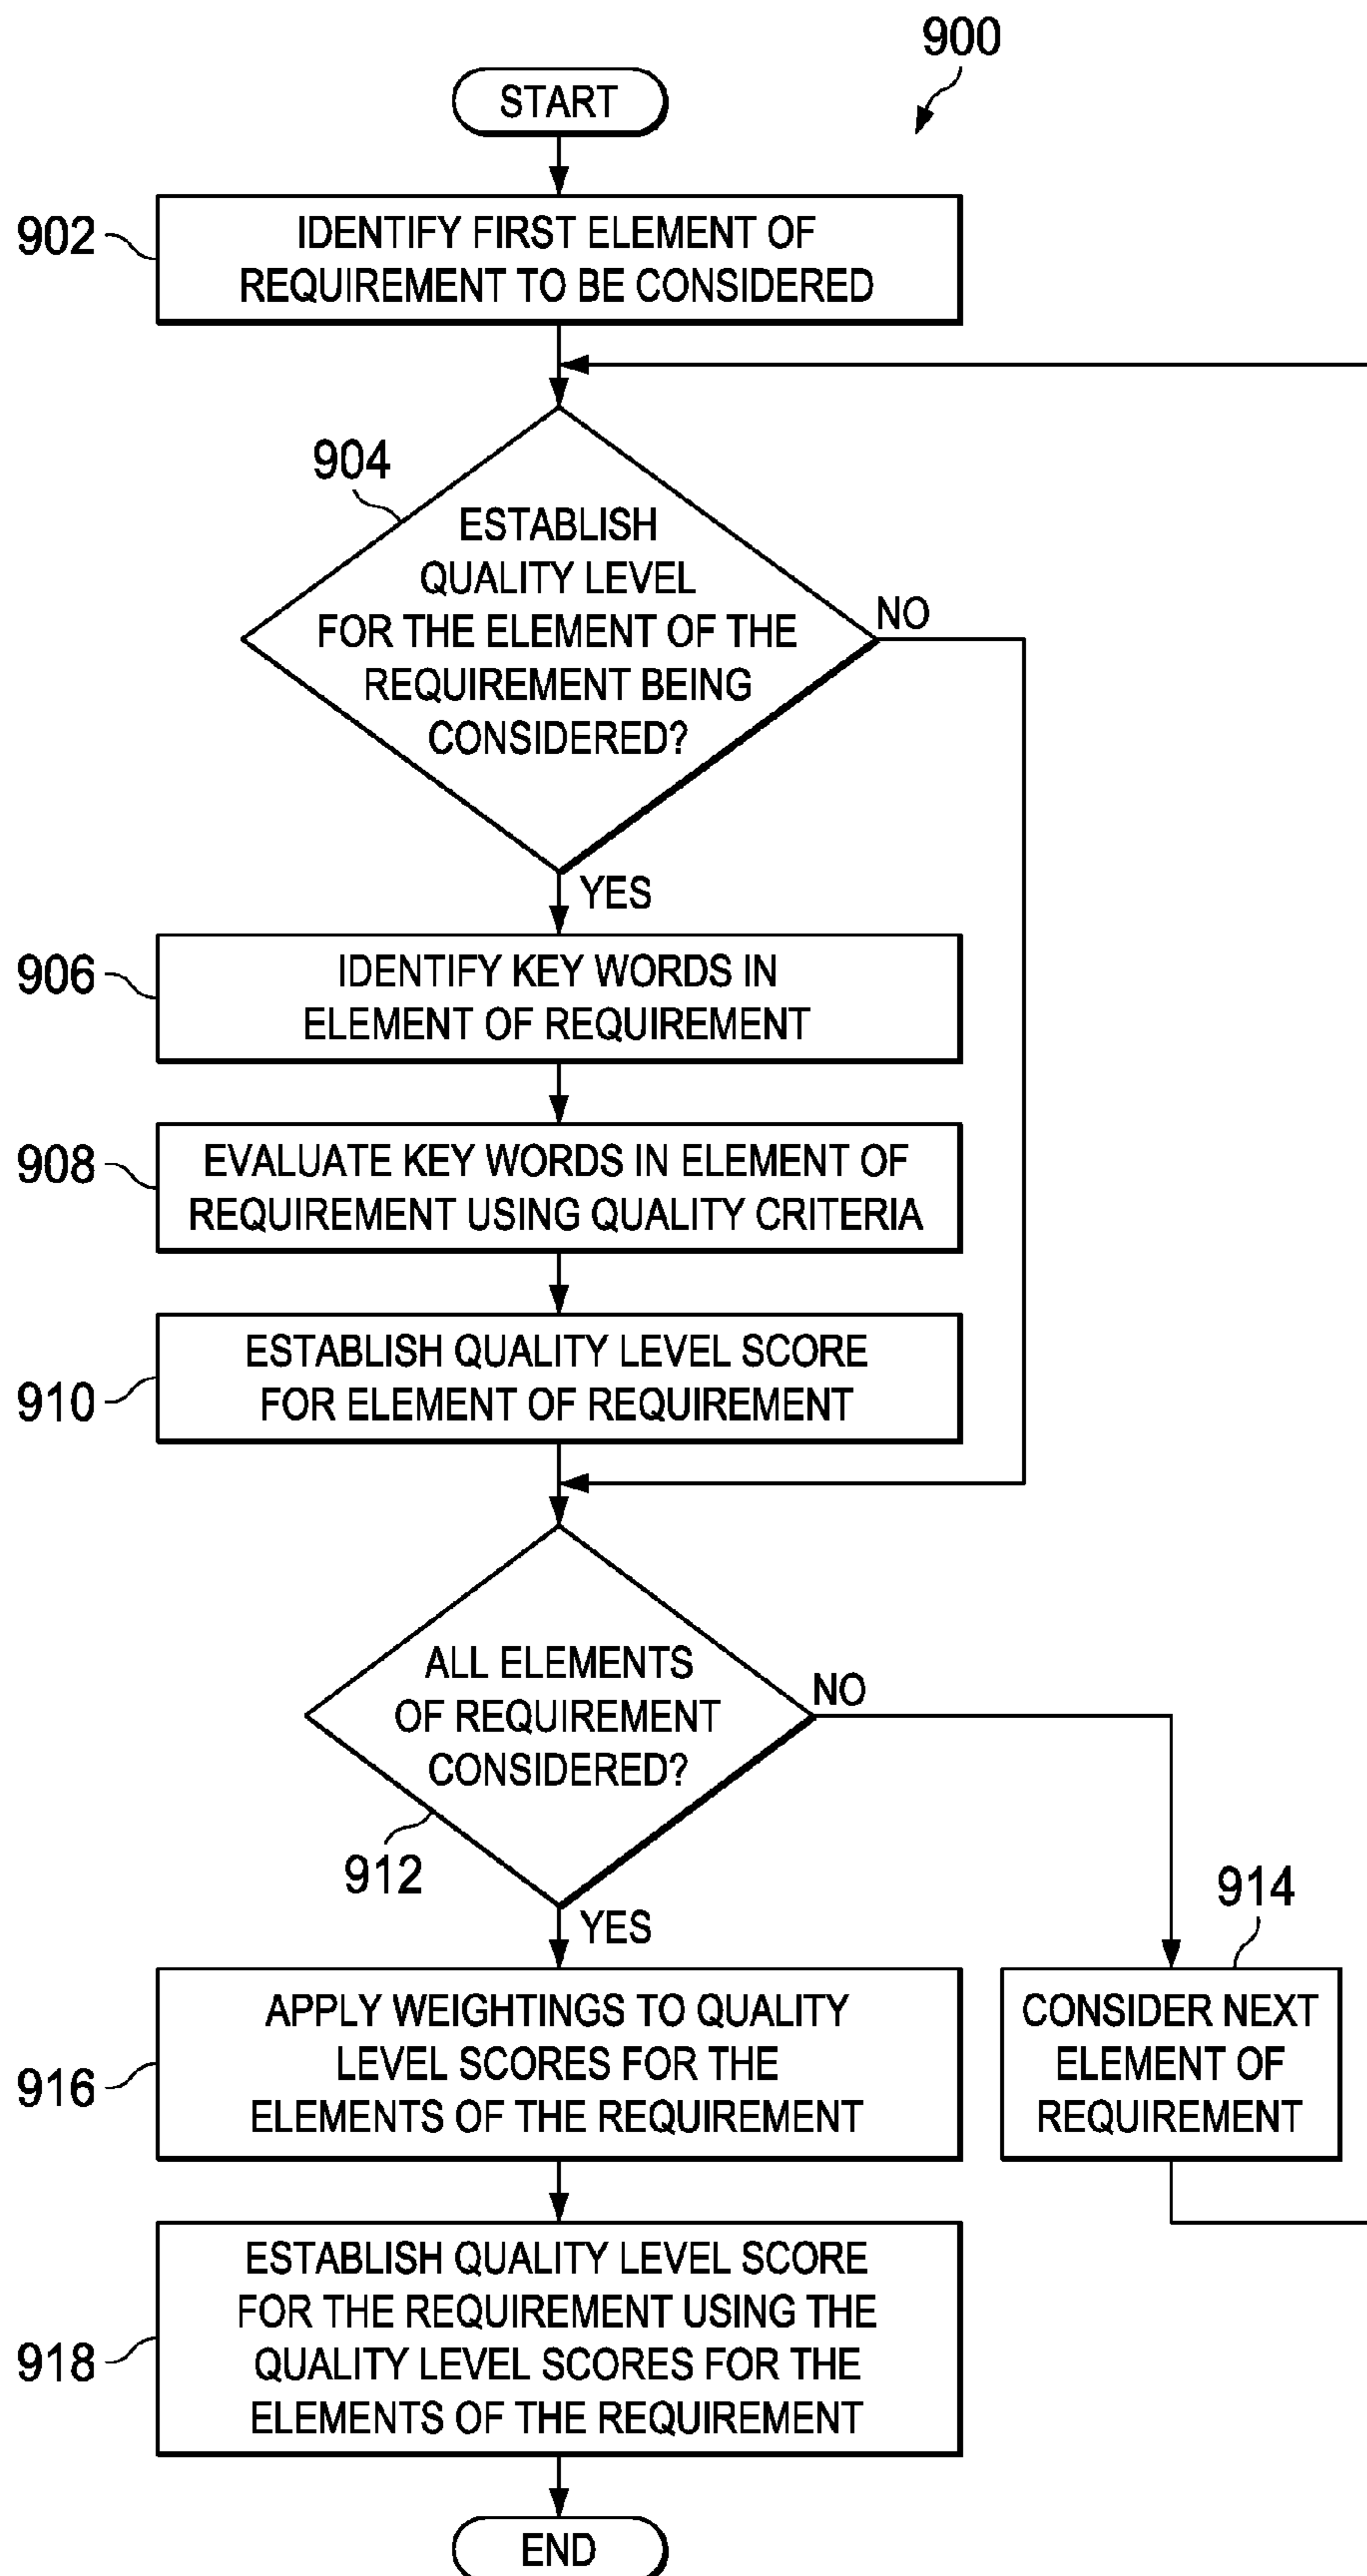 900
START
902
IDENTIFY FIRST ELEMENT OF
REQUIREMENT TO BE CONSIDERED
904
ESTABLISH
QUALITY LEVEL
FOR THE ELEMENT OF THE
REQUIREMENT BEING
CONSIDERED?
NO
YES
906
IDENTIFY KEY WORDS IN
ELEMENT OF REQUIREMENT
908
EVALUATE KEY WORDS IN ELEMENT OF
REQUIREMENT USING QUALITY CRITERIA
910
ESTABLISH QUALITY LEVEL SCORE
FOR ELEMENT OF REQUIREMENT
ALL ELEMENTS
OF REQUIREMENT
CONSIDERED?
NO
912
YES
914
CONSIDER NEXT
ELEMENT OF
REQUIREMENT
916
APPLY WEIGHTINGS TO QUALITY
LEVEL SCORES FOR THE
ELEMENTS OF THE REQUIREMENT
918
ESTABLISH QUALITY LEVEL SCORE
FOR THE REQUIREMENT USING THE
QUALITY LEVEL SCORES FOR THE
ELEMENTS OF THE REQUIREMENT
END